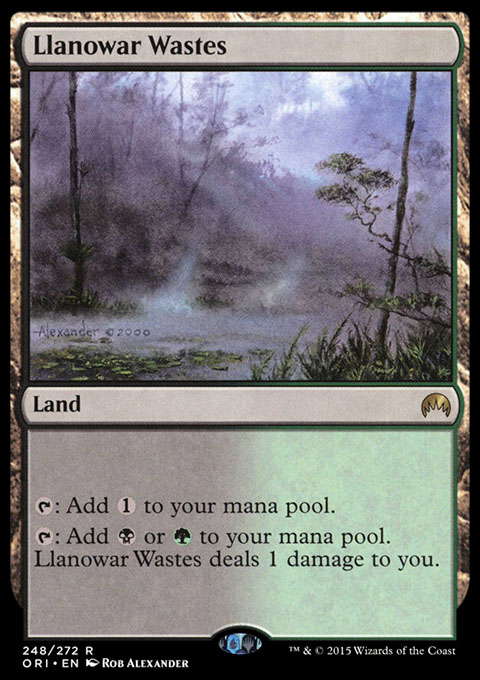 Llanowar Wastes
Alexander ©2000
Land
: Add 1 to your mana pool.
: Add or to your mana pool.
Llanowar Wastes deals 1 damage to you.
248/272 R
ORI • EN Rob Alexander
™ & © 2015 Wizards of the Coast